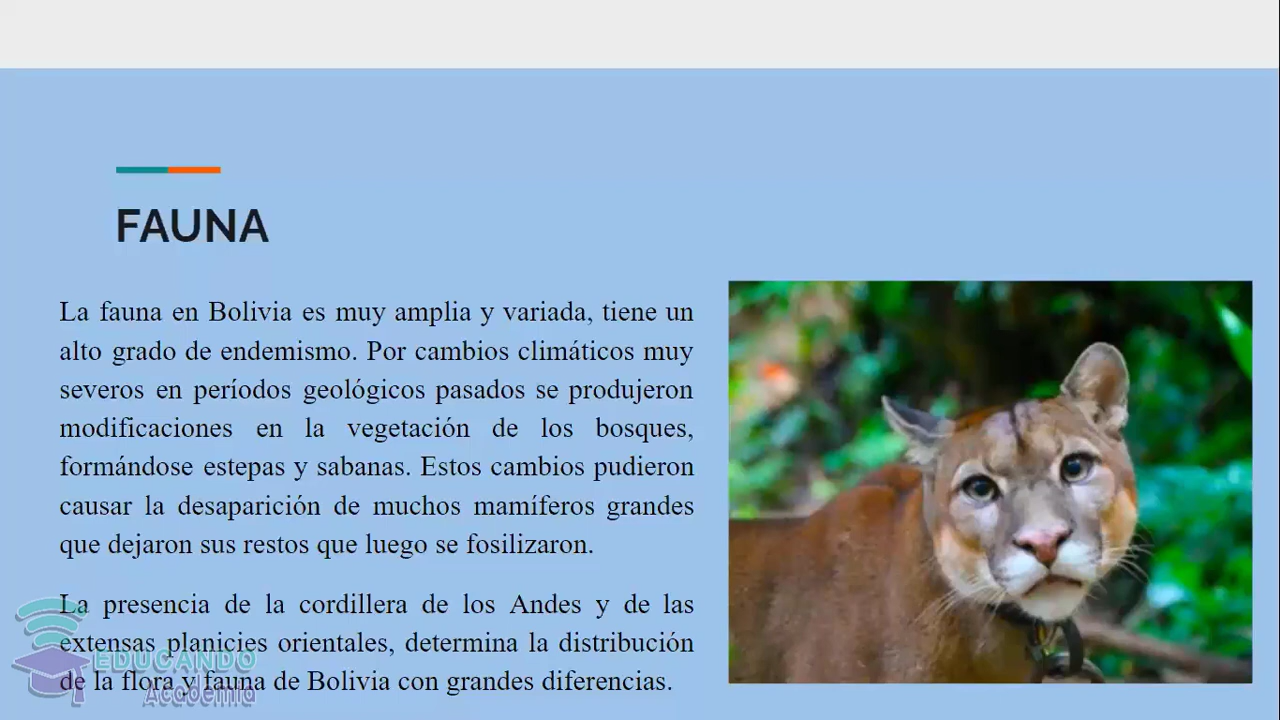 FAUNA
La fauna en Bolivia es muy amplia y variada, tiene un
alto grado de endemismo. Por cambios climáticos muy
severos en períodos geológicos pasados se produjeron
modificaciones en la vegetación de los bosques,
formándose estepas y sabanas. Estos cambios pudieron
causar la desaparición de muchos mamíferos grandes
que dejaron sus restos que luego se fosilizaron.
La presencia de la cordillera de los Andes y de las
extensas planicies orientales, determina la distribución
de la flora y fauna de Bolivia con grandes diferencias.
EDUCANDO
Academia